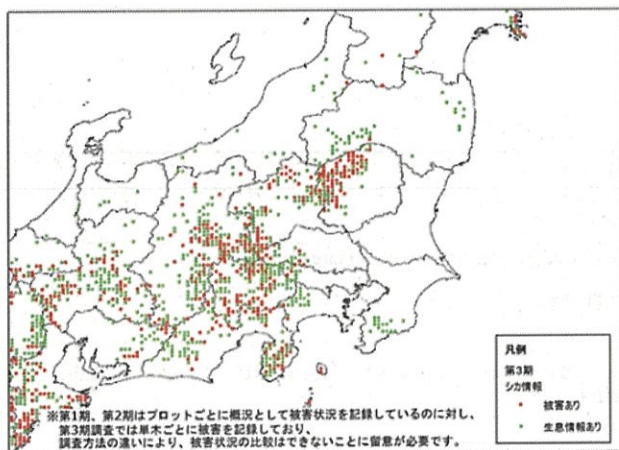 凡例
第3期
シカ情報
被害あり
生息情報あり
※第1期、第2期はプロットごとに概況として被害状況を記録しているのに対し、
第3期調査では単木ごとに被害を記録しており、
調査方法の違いにより、被害状況の比較はできないことに留意が必要です。